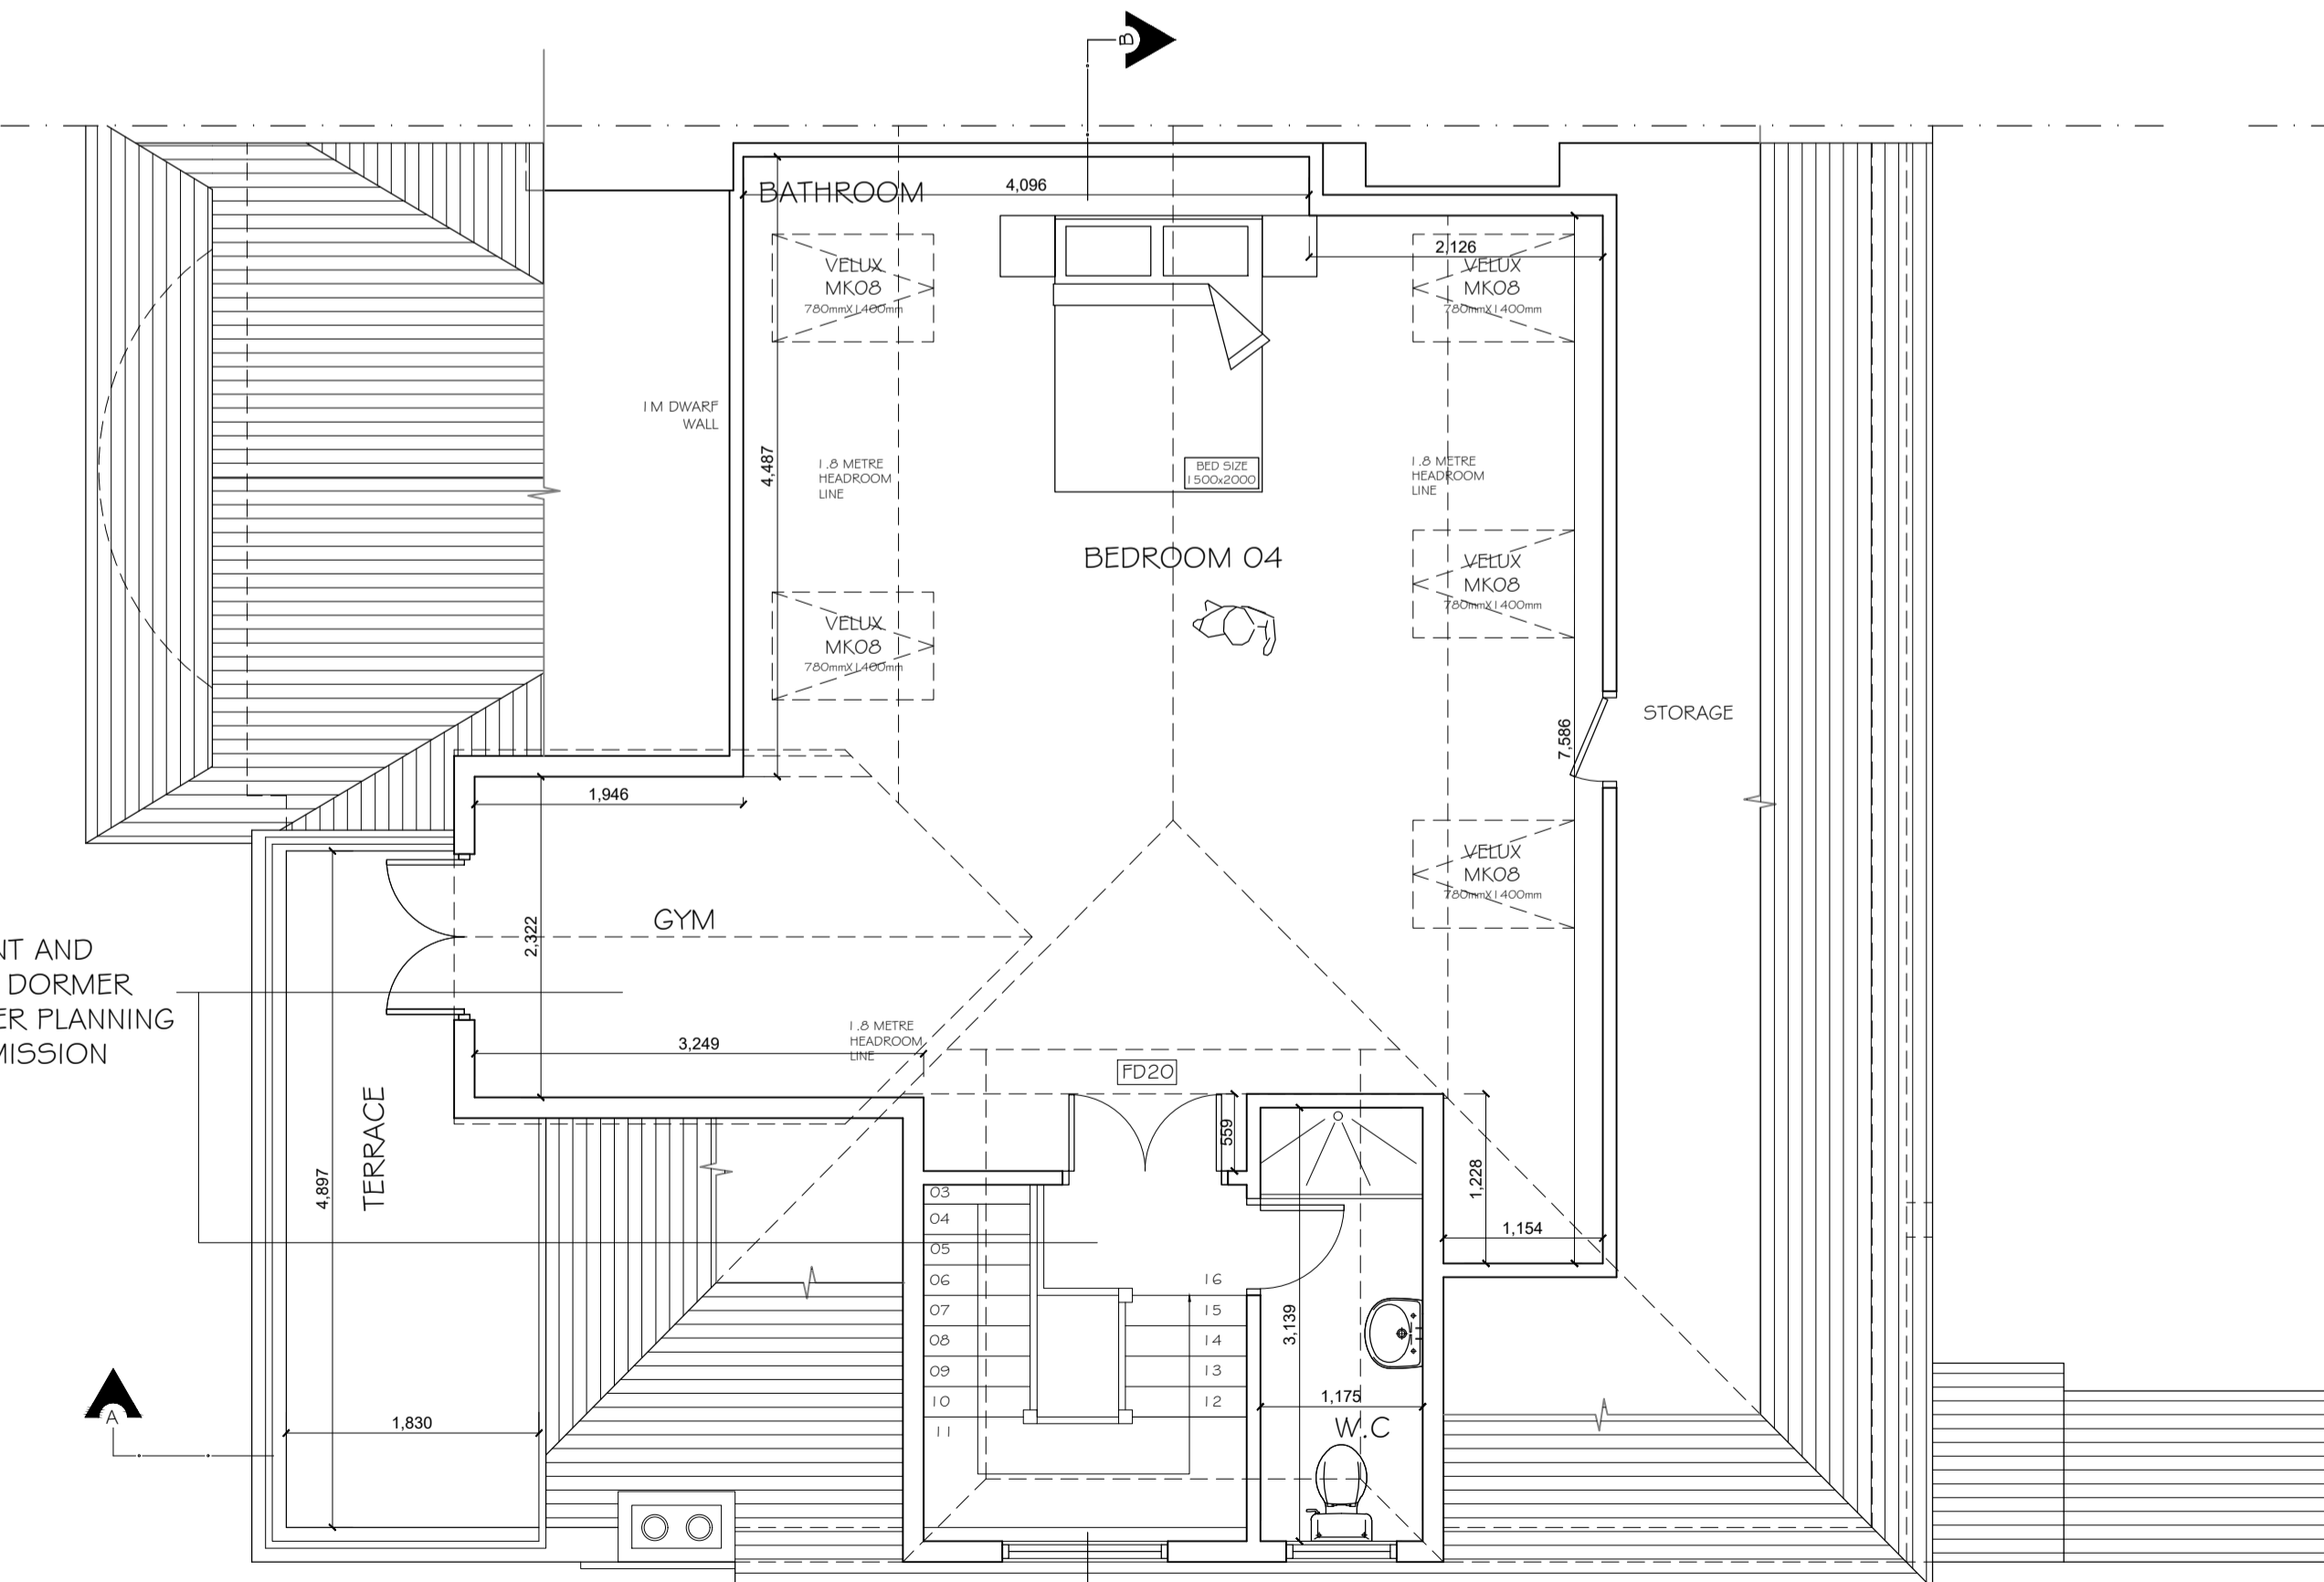 B
BATHROOM
4,096
2,126
VELUX
MK08
780mmX1400mm
VELUX
MK08
780mmX1400mm
1M DWARF
WALL
4,487
1.8 METRE
HEADROOM
LINE
BED SIZE
1500x2000
1.8 METRE
HEADROOM
LINE
BEDROOM 04
VELUX
MK08
780mmX1400mm
VELUX
MK08
780mmX1400mm
STORAGE
7,586
1,946
VELUX
MK08
780mmX1400mm
GYM
2,322
AND
DORMER
PLANNING
3,249
1.8 METRE
HEADROOM
LINE
FD20
559
TERRACE
4,897
1,228
1,154
03
04
05
06
07
08
09
10
11
16
15
14
13
12
3,139
1,175
W.C
1,830
A